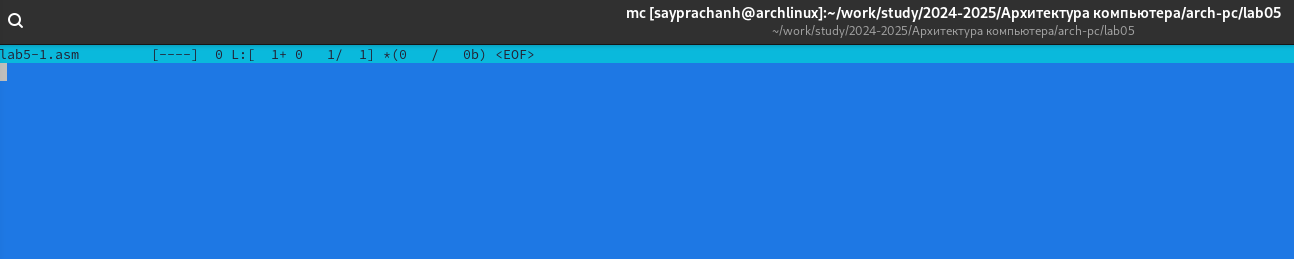 mc [sayprachanh@archlinux]:~/work/study/2024-2025/Архитектура компьютера/arch-pc/lab05
~/work/study/2024-2025/Архитектура компьютера/arch-pc/lab05
lab5-1.asm         [----]  0 L:[  1+ 0   1/  1] *(0   /   0b) <EOF>